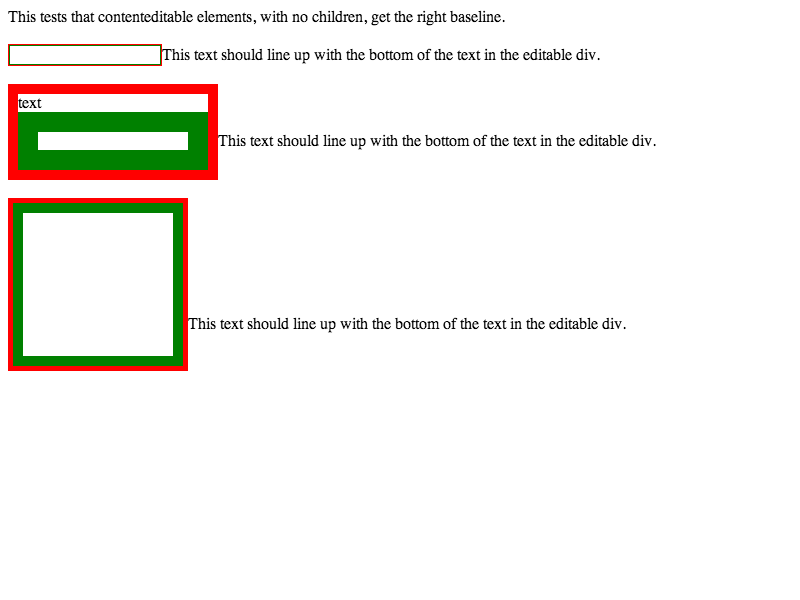 This tests that contenteditable elements, with no children, get the right baseline.
This text should line up with the bottom of the text in the editable div.
text
This text should line up with the bottom of the text in the editable div.
This text should line up with the bottom of the text in the editable div.